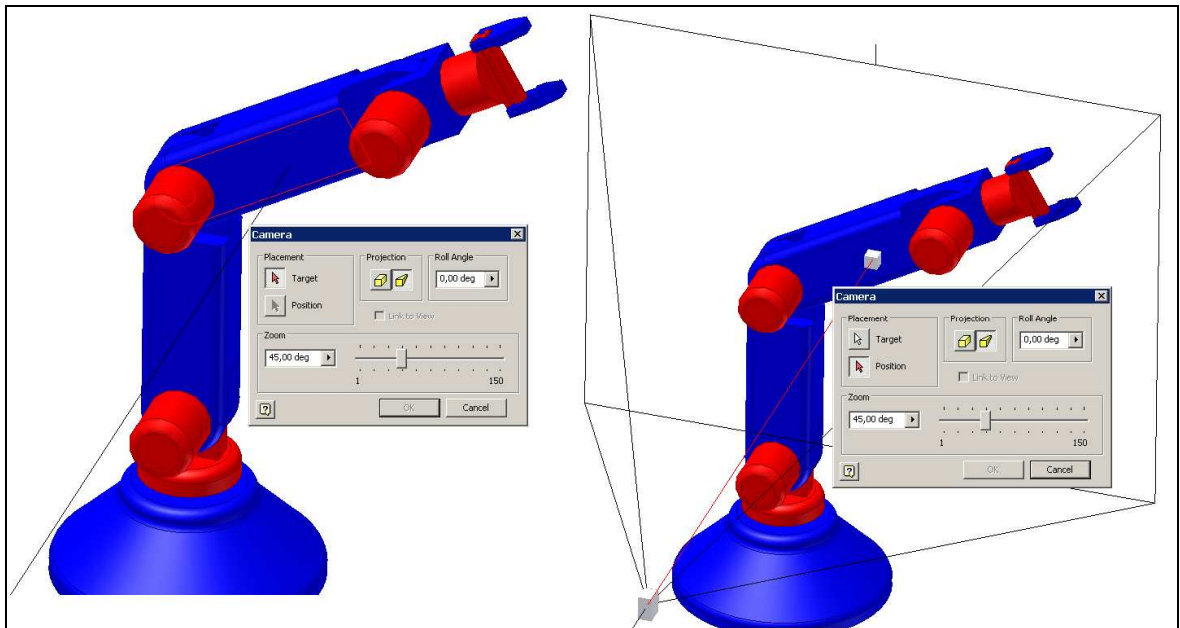 Camera
Placement
Projection
Roll Angle
Target
0,00 deg
Position
Link to View
Zoom
45,00 deg
1
150
OK
Cancel
Camera
Placement
Projection
Roll Angle
Target
0,00 deg
Position
Link to View
Zoom
45,00 deg
1
150
OK
Cancel